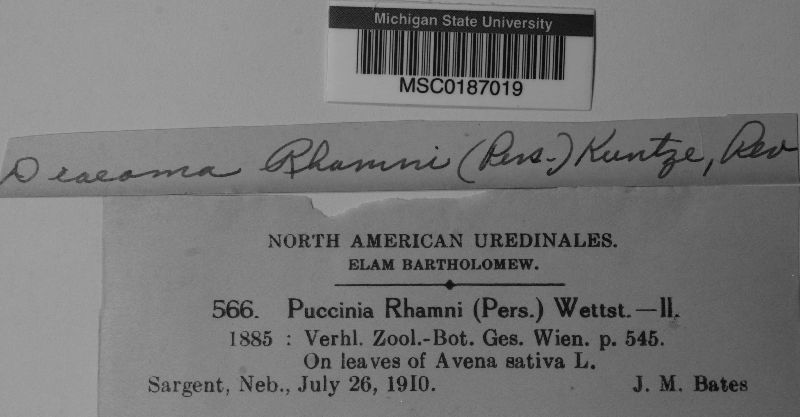 Michigan State University
MSC0187019
Dicaeoma Rhamni (Pers.) Kuntze, Rev
NORTH AMERICAN UREDINALES.
ELAM BARTHOLOMEW.
566. Puccinia Rhamni (Pers.) Wettst.—II.
1885 : Verhl. Zool.-Bot. Ges. Wien. p. 545.
On leaves of Avena sativa L.
Sargent, Neb., July 26, 1910. J. M. Bates